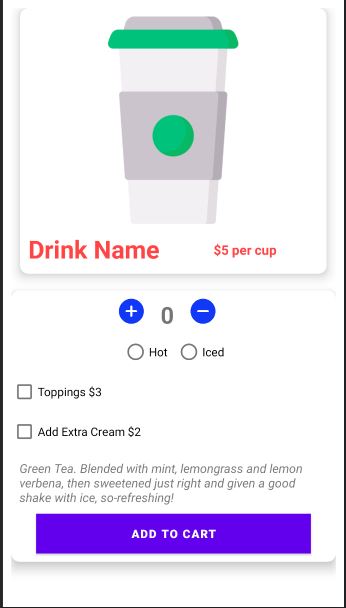 Drink Name
$5 per cup
0
Hot
Iced
Toppings $3
Add Extra Cream $2
Green Tea. Blended with mint, lemongrass and lemon
verbena, then sweetened just right and given a good
shake with ice, so-refreshing!
ADD TO CART